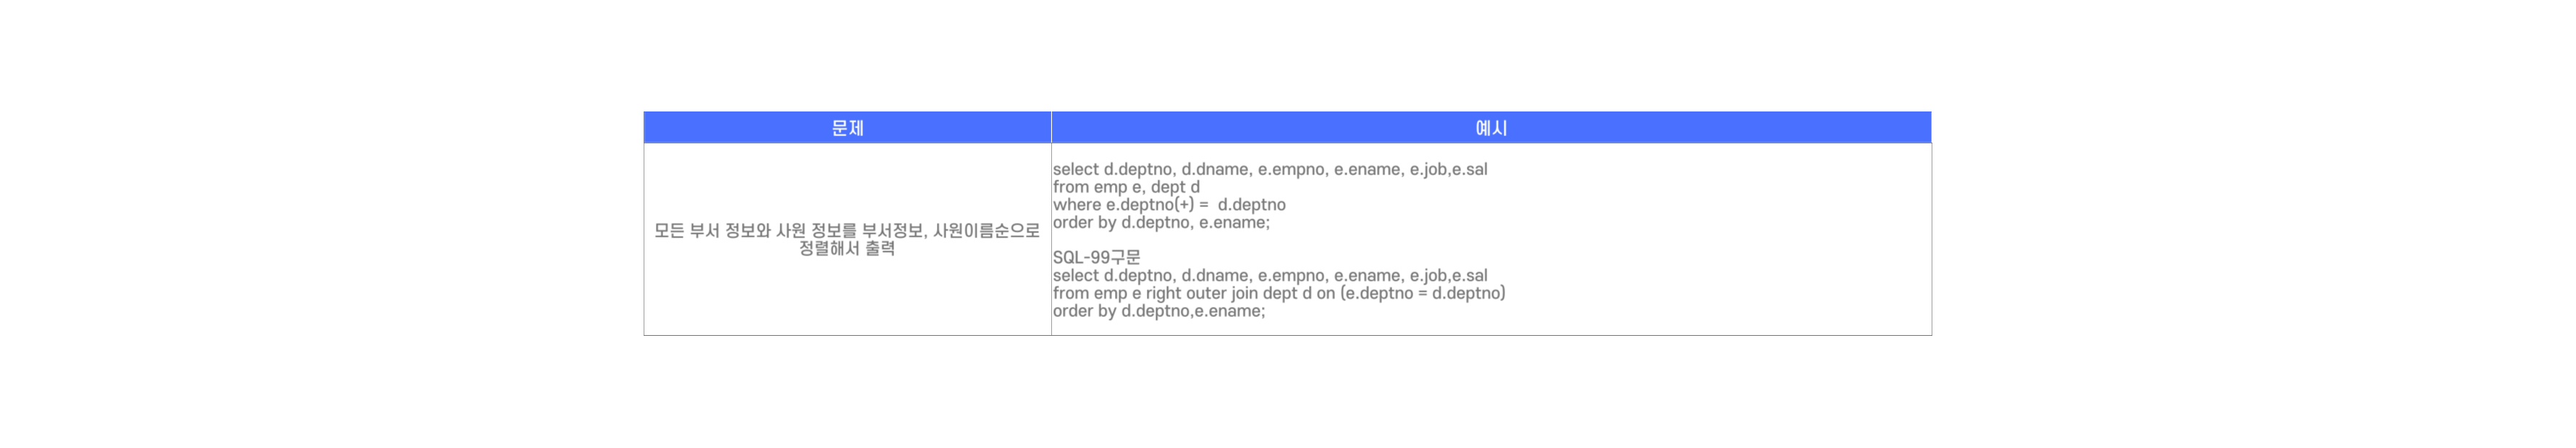 문제
예시
모든 부서 정보와 사원 정보를 부서정보, 사원이름순으로
정렬해서 출력
select d.deptno, d.dname, e.empno, e.ename, e.job,e.sal
from emp e, dept d
where e.deptno(+) =  d.deptno
order by d.deptno, e.ename;
SQL-99구문
select d.deptno, d.dname, e.empno, e.ename, e.job,e.sal
from emp e right outer join dept d on (e.deptno = d.deptno)
order by d.deptno,e.ename;